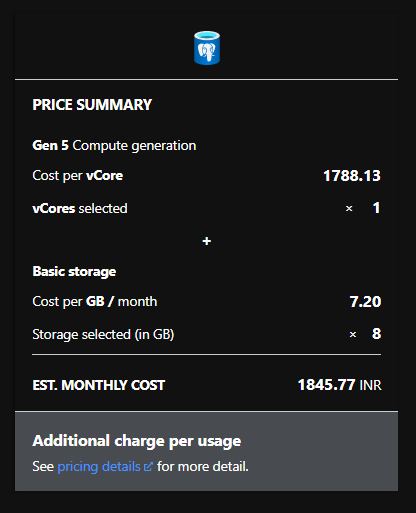 PRICE SUMMARY
Gen 5 Compute generation
Cost per vCore 1788.13
vCores selected × 1
+
Basic storage
Cost per GB / month 7.20
Storage selected (in GB) × 8
EST. MONTHLY COST 1845.77 INR
Additional charge per usage
See pricing details for more detail.